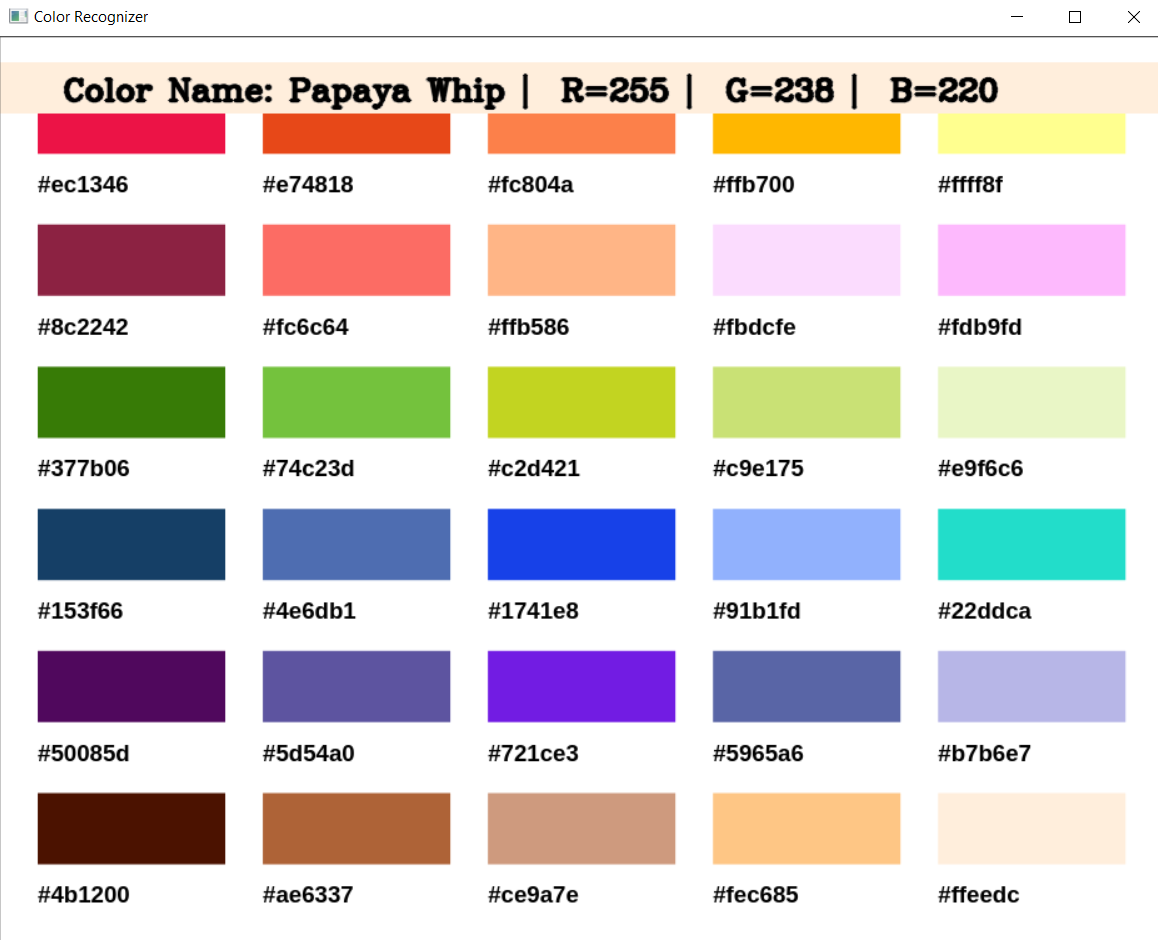 Color Recognizer
Color Name: Papaya Whip | R=255 | G=238 | B=220
#ec1346 #e74818 #fc804a #ffb700 #ffff8f
#8c2242 #fc6c64 #ffb586 #fbdcfe #fdb9fd
#377b06 #74c23d #c2d421 #c9e175 #e9f6c6
#153f66 #4e6db1 #1741e8 #91b1fd #22ddca
#50085d #5d54a0 #721ce3 #5965a6 #b7b6e7
#4b1200 #ae6337 #ce9a7e #fec685 #ffeedc